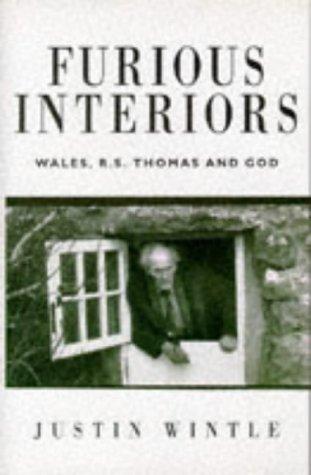 FURIOUS
INTERIORS
WALES, R.S. THOMAS AND GOD
JUSTIN WINTLE